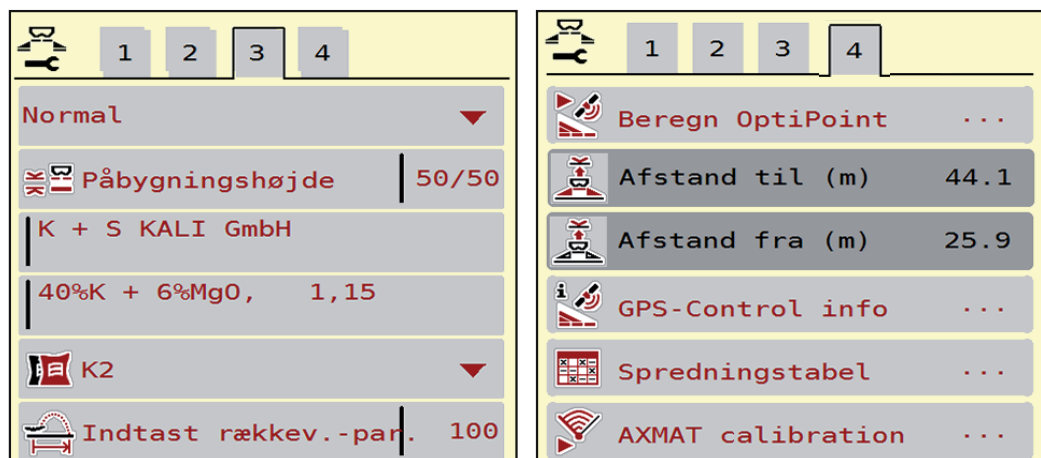 1 2 3 4
Normal
Påbygningshøjde 50/50
K + S KALI GmbH
40%K + 6%MgO, 1,15
K2
Indtast rækkev.-par. 100
1 2 3 4
Beregn OptiPoint ...
Afstand til (m) 44.1
Afstand fra (m) 25.9
i
GPS-Control info ...
Spredningstabel ...
AXMAT calibration ...